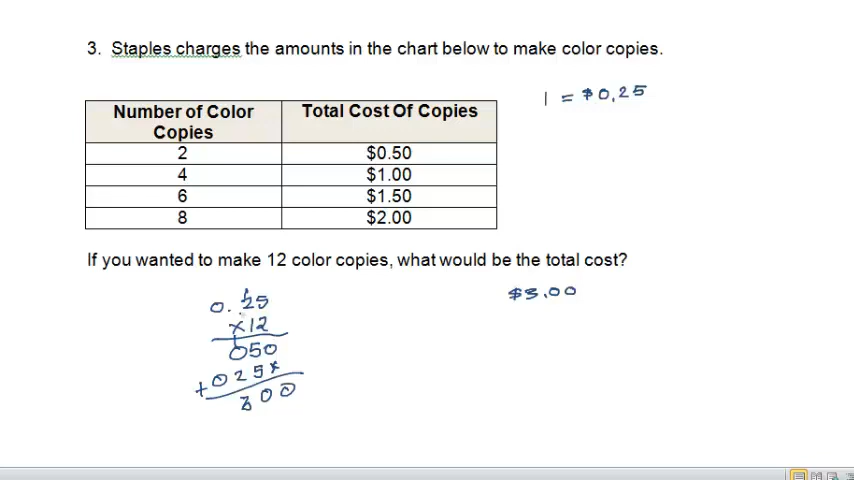 3. Staples charges the amounts in the chart below to make color copies.
1 = $0.25
Number of Color Copies Total Cost Of Copies
2 $0.50
4 $1.00
6 $1.50
8 $2.00
If you wanted to make 12 color copies, what would be the total cost?
$3.00
1
0.25
x12
1
050
+025x
300